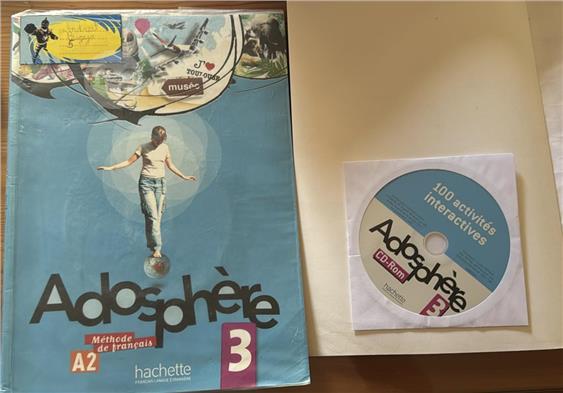 J'♥
TOULOUSE
musée
Adosphère
Méthode
de français
A2
3
hachette
FRANÇAIS LANGUE ÉTRANGÈRE
100 activités
interactives
Adosphère
CD-Rom
3
hachette